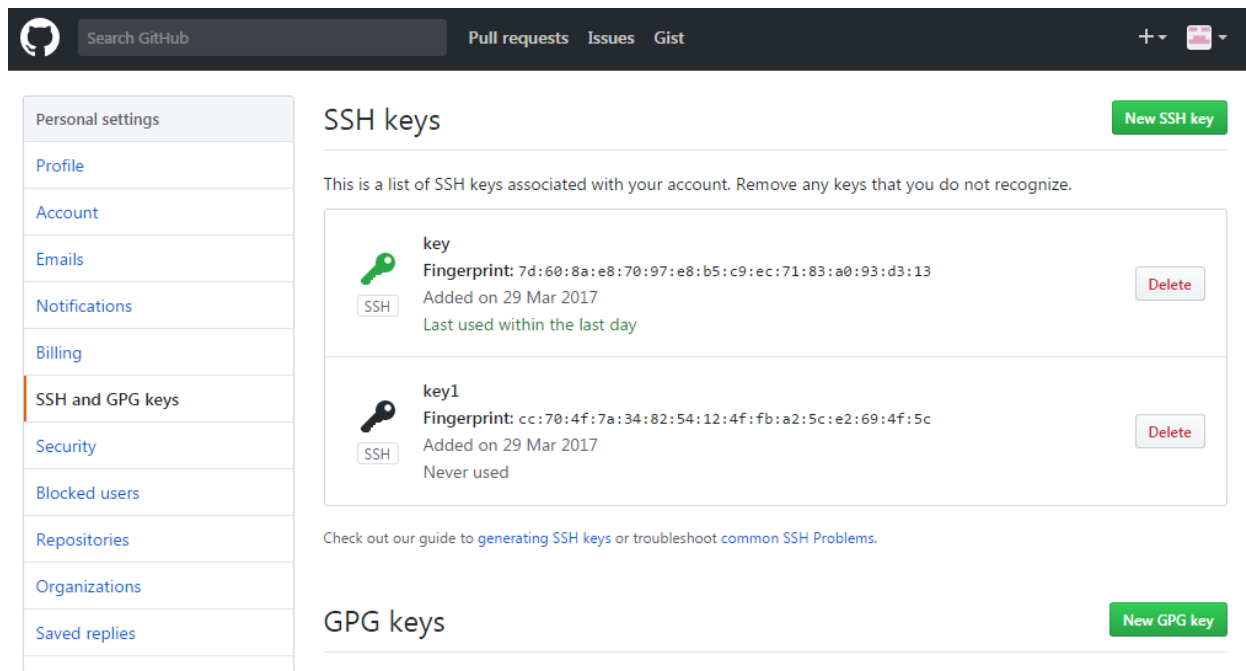 Search GitHub
Pull requests Issues Gist
Personal settings
Profile
Account
Emails
Notifications
Billing
SSH and GPG keys
Security
Blocked users
Repositories
Organizations
Saved replies
SSH keys
New SSH key
This is a list of SSH keys associated with your account. Remove any keys that you do not recognize.
key
Fingerprint: 7d:60:8a:e8:70:97:e8:b5:c9:ec:71:83:a0:93:d3:13
SSH
Added on 29 Mar 2017
Last used within the last day
Delete
key1
Fingerprint: cc:70:4f:7a:34:82:54:12:4f:fb:a2:5c:e2:69:4f:5c
SSH
Added on 29 Mar 2017
Never used
Delete
Check out our guide to generating SSH keys or troubleshoot common SSH Problems.
GPG keys
New GPG key